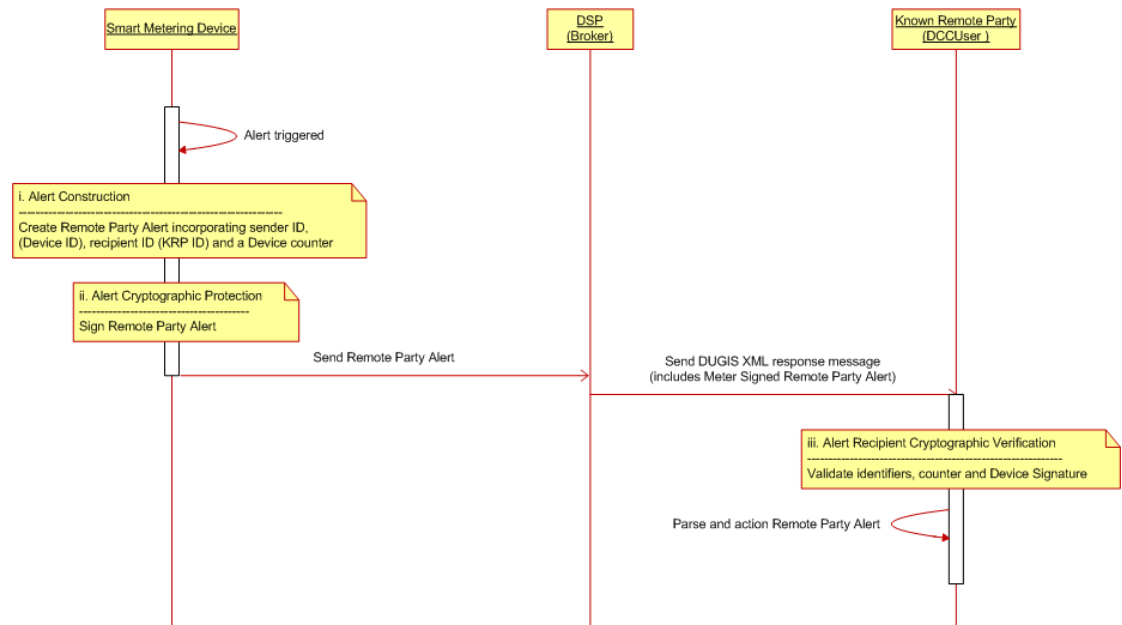 Smart Metering Device
DSP
(Broker)
Known Remote Party
(DCCUser )
Alert triggered
i. Alert Construction
Create Remote Party Alert incorporating sender ID,
(Device ID), recipient ID (KRP ID) and a Device counter
ii. Alert Cryptographic Protection
Sign Remote Party Alert
Send Remote Party Alert
Send DUGIS XML response message
(includes Meter Signed Remote Party Alert)
iii. Alert Recipient Cryptographic Verification
Validate identifiers, counter and Device Signature
Parse and action Remote Party Alert